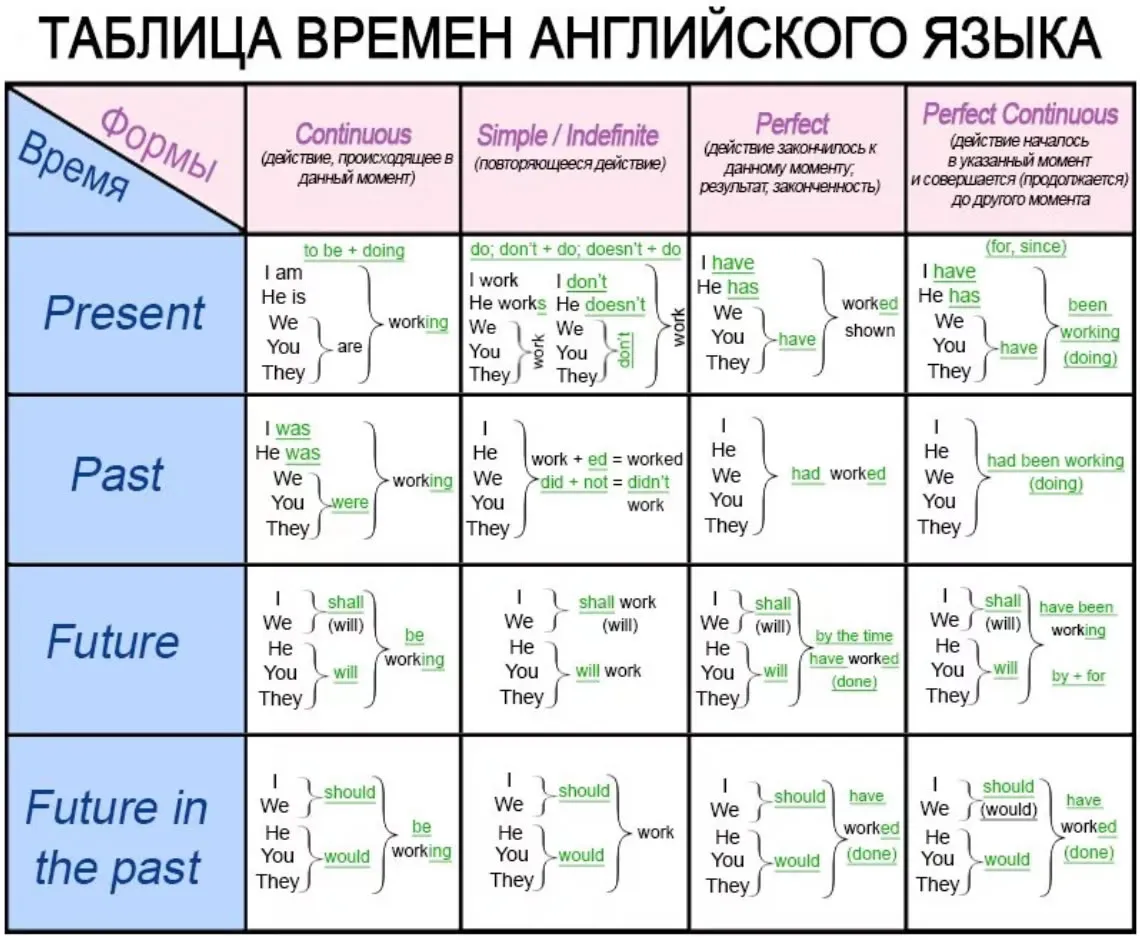 ТАБЛИЦА ВРЕМЕН АНГЛИЙСКОГО ЯЗЫКА
Формы
Время
Continuous
(действие, происходящее в
данный момент)
Simple / Indefinite
(повторяющееся действие)
Perfect
(действие закончилось к
данному моменту;
результат, законченность)
Perfect Continuous
(действие началось
в указанный момент
и совершается (продолжается)
до другого момента
Present
to be + doing
I am
He is
We
You
They
are
working
do; don't + do; doesn't + do
I work
He works
We
You
They
work
I don't
He doesn't
We
You
They
don't
work
I have
He has
We
You
They
have
worked
shown
(for, since)
I have
He has
We
You
They
have
been
working
(doing)
Past
I was
He was
We
You
They
were
working
I
He
We
You
They
work + ed = worked
did + not = didn't
work
I
He
We
You
They
had worked
I
He
We
You
They
had been working
(doing)
Future
I
We
shall
(will)
He
You
They
will
be
working
I
We
shall work
(will)
He
You
They
will work
I
We
shall
(will)
He
You
They
will
by the time
have worked
(done)
I
We
shall
(will)
He
You
They
will
have been
working
by + for
Future in
the past
I
We
should
He
You
They
would
be
working
I
We
should
He
You
They
would
work
I
We
should
He
You
They
would
have
worked
(done)
I
We
should
(would)
He
You
They
would
have
worked
(done)